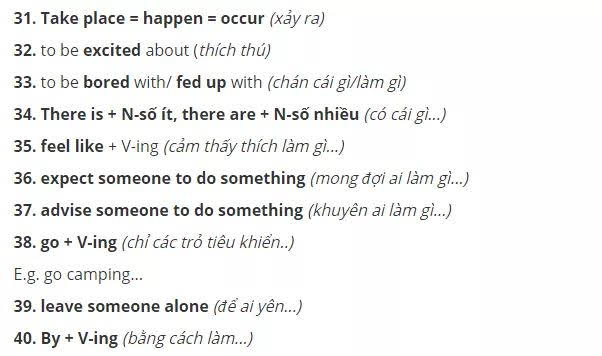 31. Take place = happen = occur (xảy ra)
32. to be excited about (thích thú)
33. to be bored with/ fed up with (chán cái gì/làm gì)
34. There is + N-số ít, there are + N-số nhiều (có cái gì...)
35. feel like + V-ing (cảm thấy thích làm gì...)
36. expect someone to do something (mong đợi ai làm gì...)
37. advise someone to do something (khuyên ai làm gì...)
38. go + V-ing (chỉ các trỏ tiêu khiển..)
E.g. go camping...
39. leave someone alone (để ai yên...)
40. By + V-ing (bằng cách làm...)